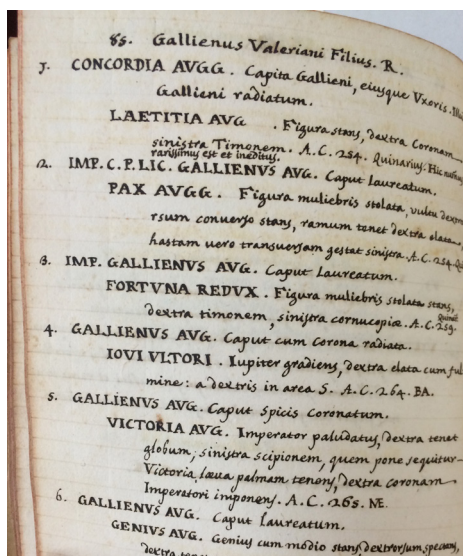 85. Gallienus Valeriani Filius. R.
1. CONCORDIA AVGG. Capita Gallieni, eiusque Vxoris. Illud
Gallieni radiatum.
LAETITIA AVG . Figura stans, dextra Coronam
sinistra Timonem. A.C. 254. Quinarius. Hic
rarissimus est et ineditus.
2. IMP. C. P. LIC. GALLIENVS AVG. Caput Laureatum.
PAX AVGG. Figura muliebris stolata, vultu
rsum converso stans, ramum tenet dextra elata,
hastam vero transversam gestat sinistra. A.C. 254.
3. IMP. GALLIENVS AVG. Caput Laureatum.
FORTVNA REDVX. Figura muliebris stolata stans,
dextra timonem, sinistra cornucopiæ. A.C. 259.
4. GALLIENVS AVG. Caput cum Corona radiata.
IOVI VLTORI. Iupiter gradiens, dextra elata cum ful
mine: a dextris in area S. A.C. 264. BA.
5. GALLIENVS AVG. Caput Spicis Coronatum.
VICTORIA AVG. Imperator paludatus, dextra tenet
globum, sinistra scipionem, quem pone sequitur
Victoria, læva palmam tenens, dextra coronam
Imperatori imponens. A.C. 265. NE.
6. GALLIENVS AVG. Caput laureatum.
GENIVS AVG. Genius cum modio stans, dextrorsum, spectans,
dextra